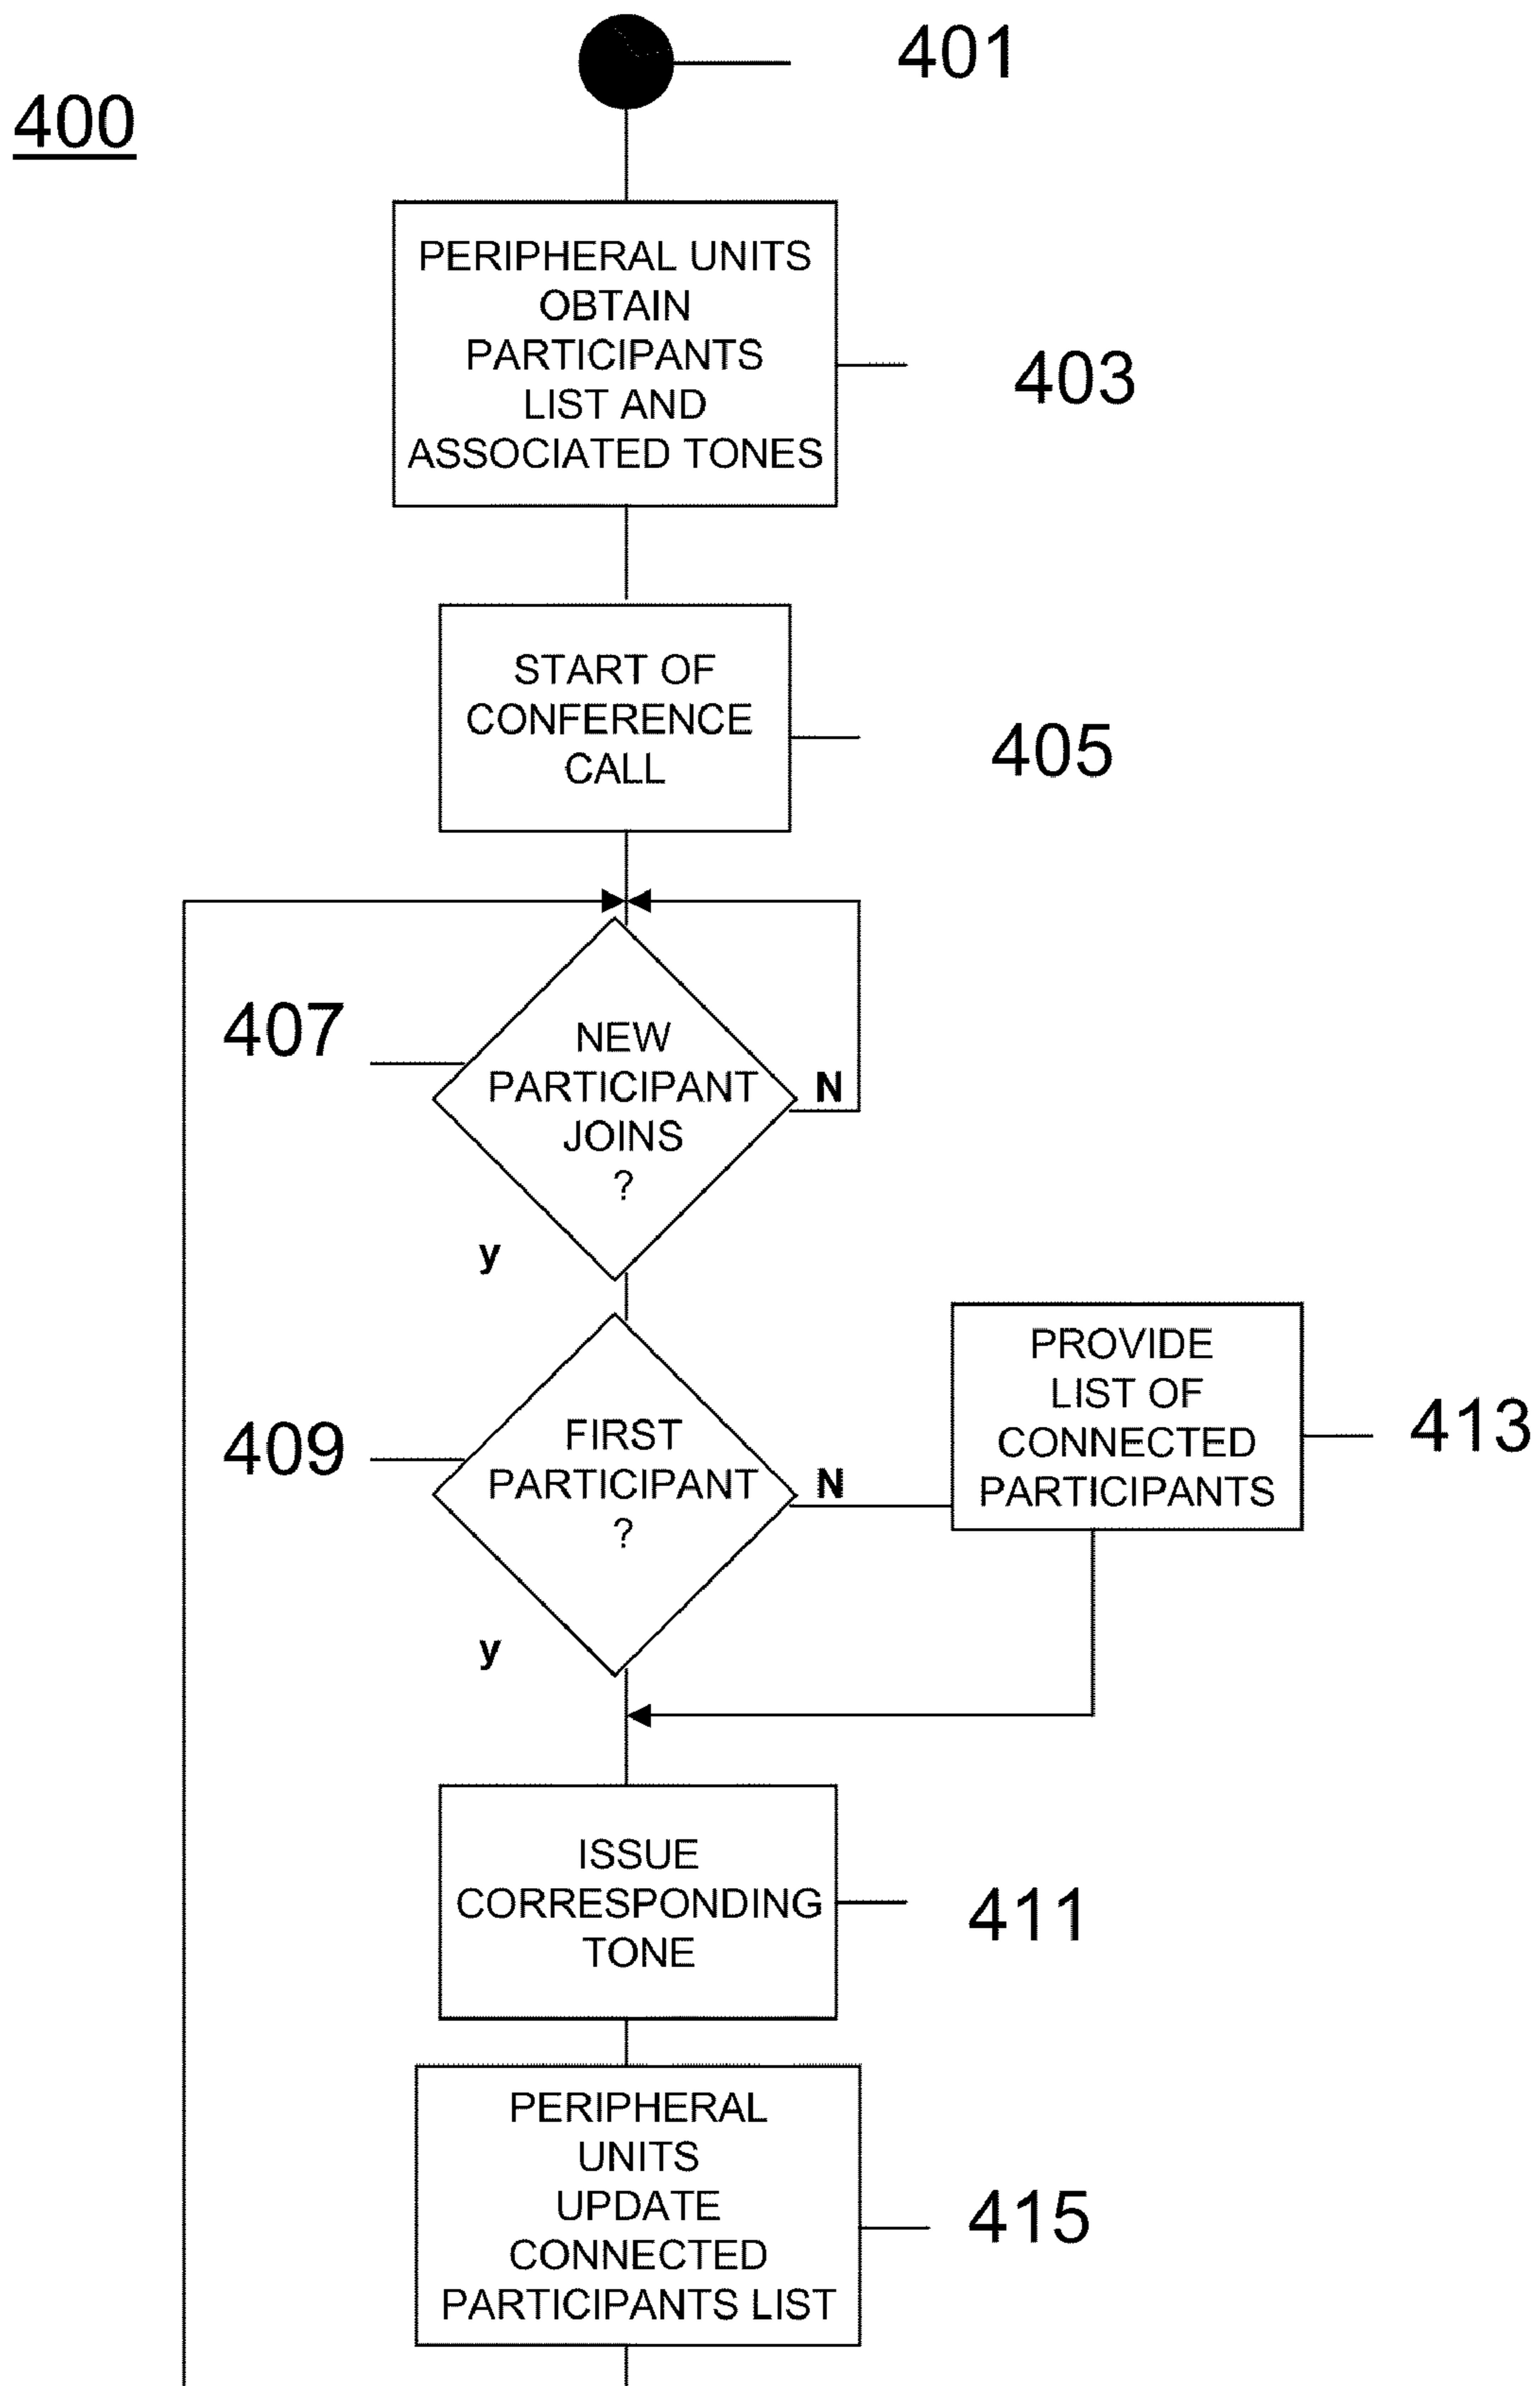 401
400
PERIPHERAL UNITS
OBTAIN
PARTICIPANTS
LIST AND
ASSOCIATED TONES
403
START OF
CONFERENCE
CALL
405
407
NEW
PARTICIPANT
JOINS
?
N
y
409
FIRST
PARTICIPANT
?
N
y
PROVIDE
LIST OF
CONNECTED
PARTICIPANTS
413
ISSUE
CORRESPONDING
TONE
411
PERIPHERAL
UNITS
UPDATE
CONNECTED
PARTICIPANTS LIST
415